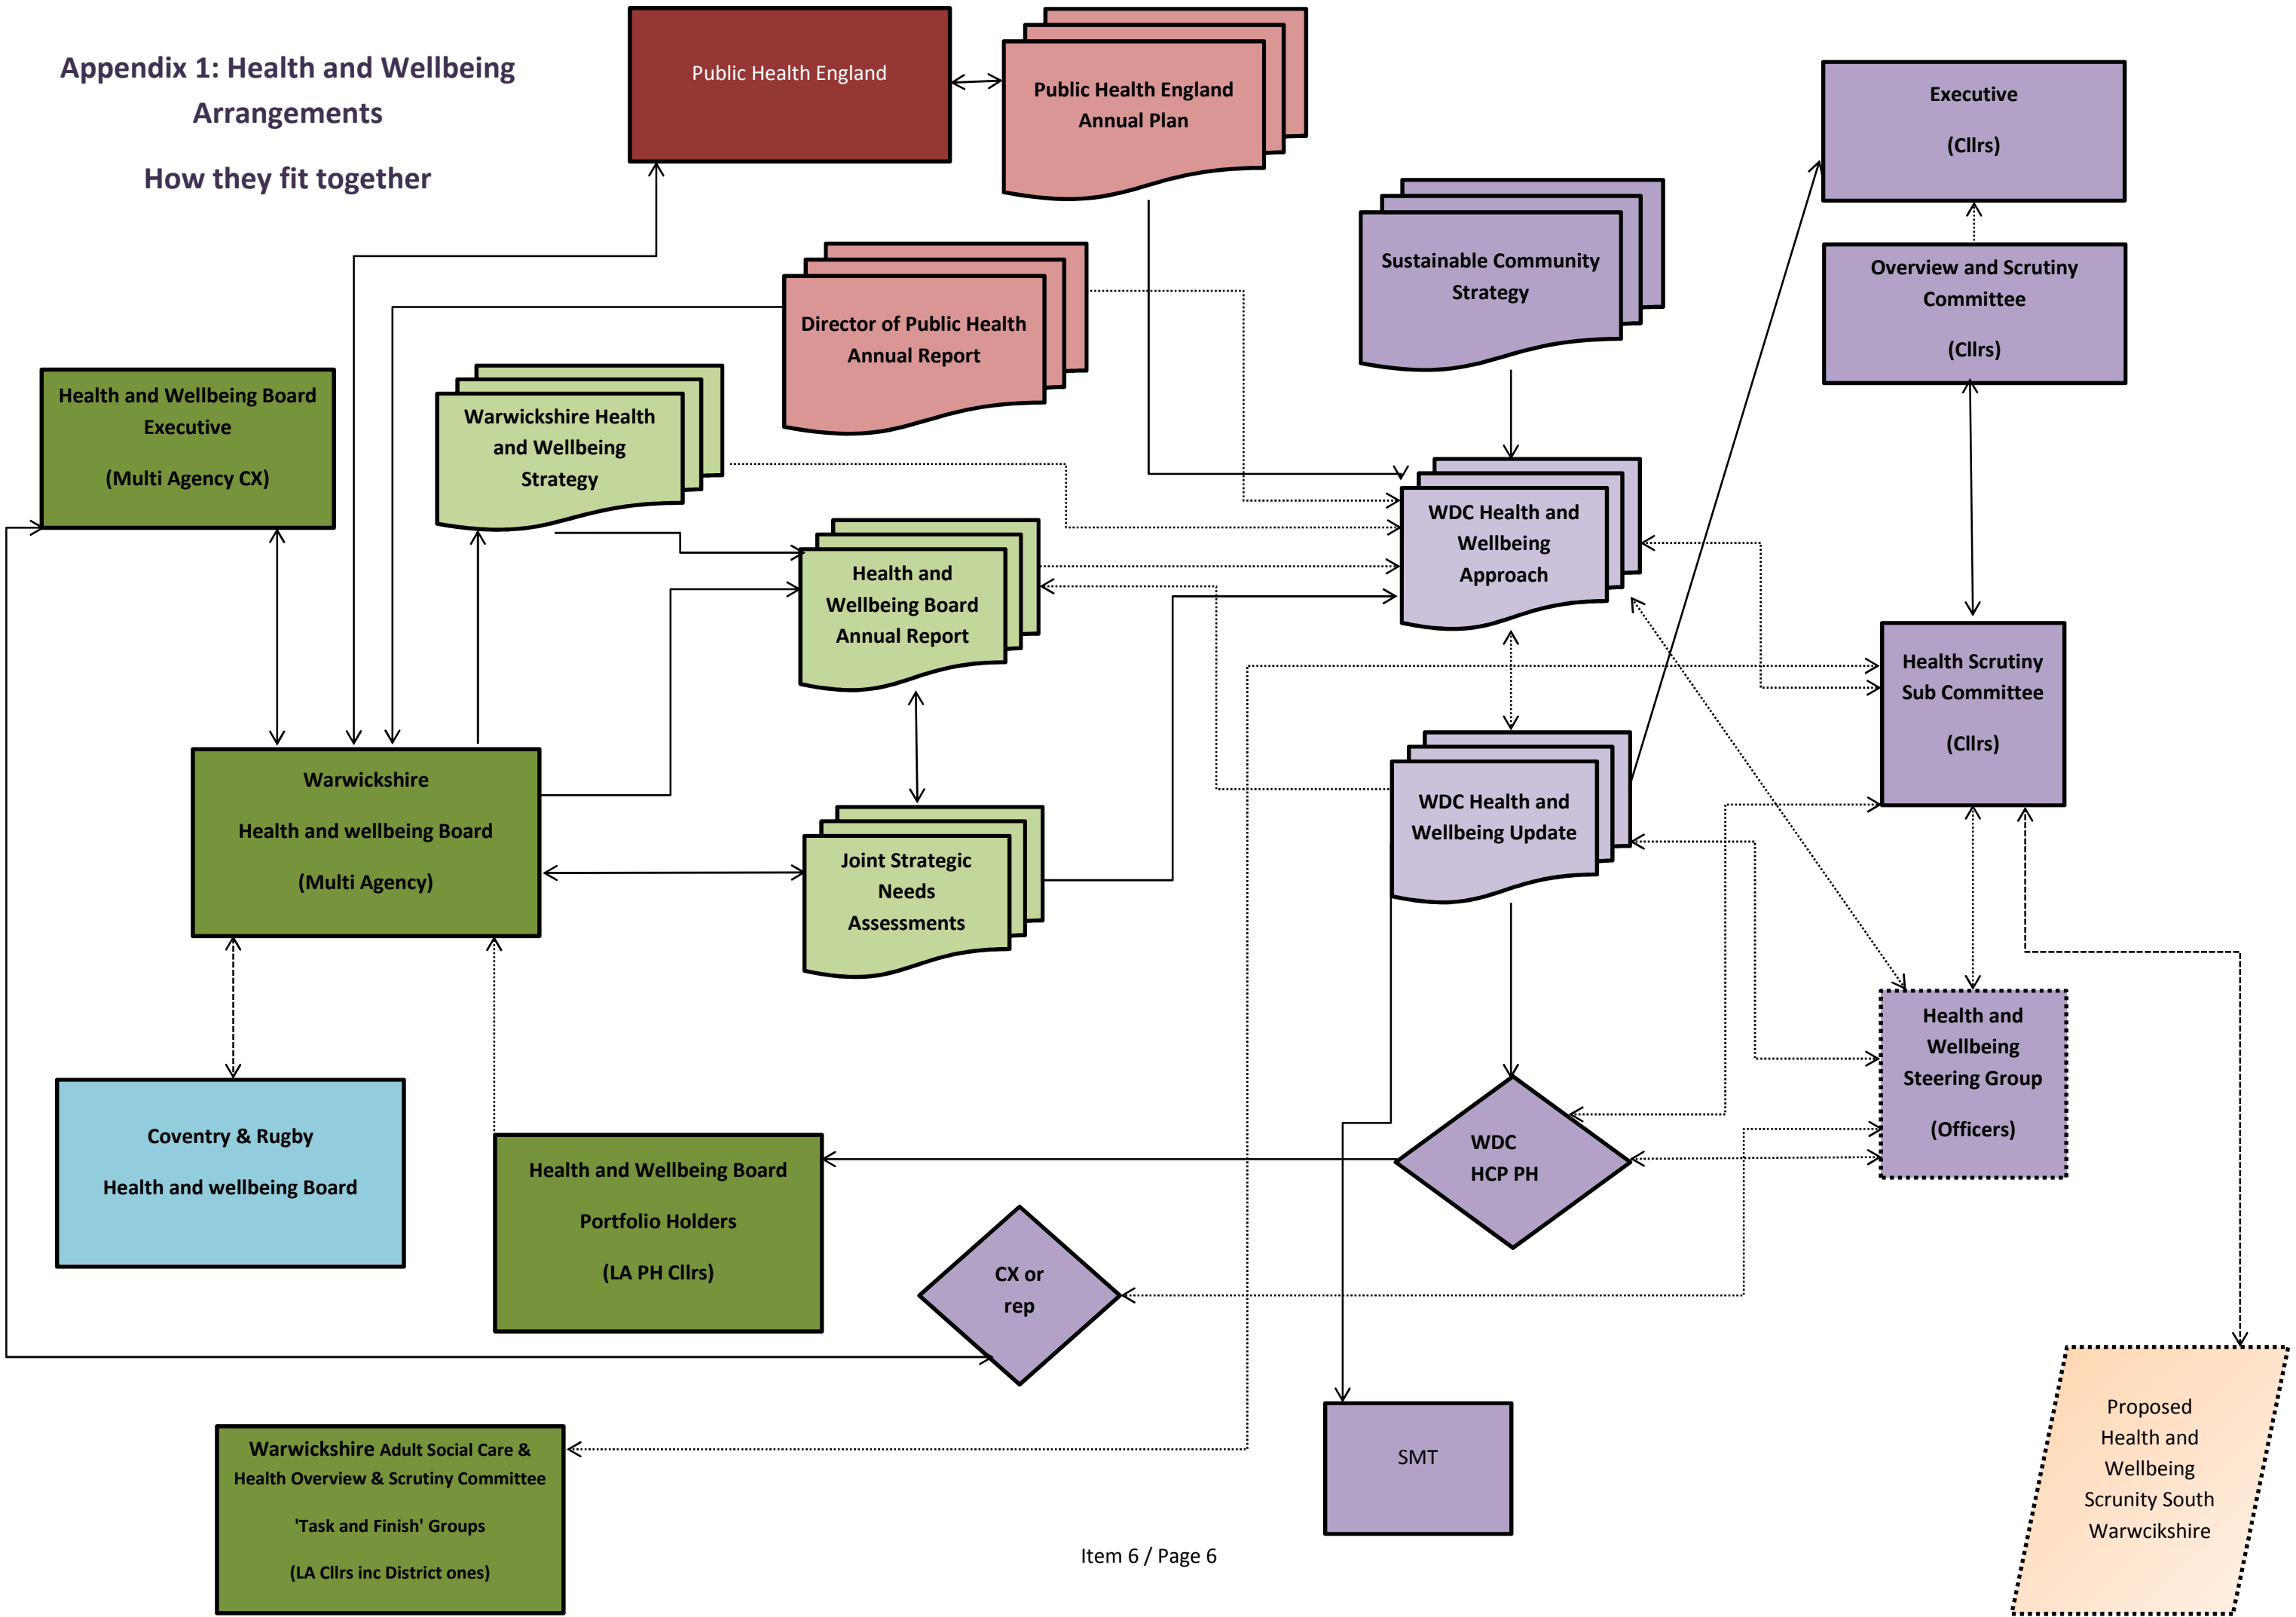 Appendix 1: Health and Wellbeing
Arrangements
How they fit together
Public Health England
Public Health England
Annual Plan
Executive
(Cllrs)
Sustainable Community
Strategy
Overview and Scrutiny
Committee
(Cllrs)
Director of Public Health
Annual Report
Health and Wellbeing Board
Executive
(Multi Agency CX)
Warwickshire Health
and Wellbeing
Strategy
WDC Health and
Wellbeing
Approach
Health and
Wellbeing Board
Annual Report
Health Scrutiny
Sub Committee
(Cllrs)
Warwickshire
Health and wellbeing Board
(Multi Agency)
WDC Health and
Wellbeing Update
Joint Strategic
Needs
Assessments
Health and
Wellbeing
Steering Group
(Officers)
Coventry & Rugby
Health and wellbeing Board
Health and Wellbeing Board
Portfolio Holders
(LA PH Cllrs)
WDC
HCP PH
CX or
rep
Warwickshire Adult Social Care &
Health Overview & Scrutiny Committee
'Task and Finish' Groups
(LA Cllrs inc District ones)
SMT
Proposed
Health and
Wellbeing
Scrunity South
Warwcikshire
Item 6 / Page 6